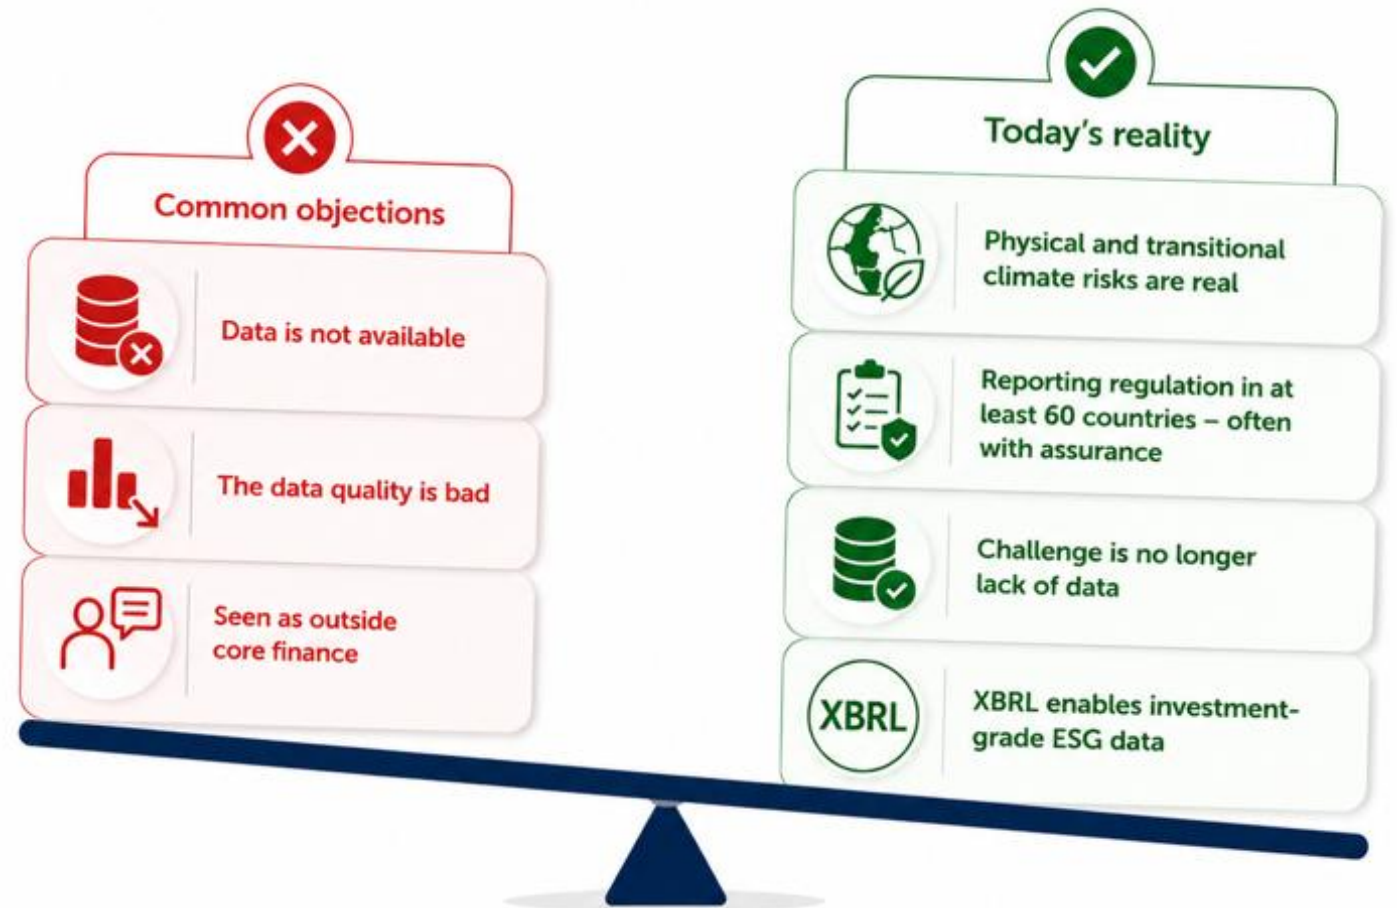 Common objections
Data is not available
The data quality is bad
Seen as outside
core finance
Today's reality
Physical and transitional
climate risks are real
Reporting regulation in at
least 60 countries – often
with assurance
Challenge is no longer
lack of data
XBRL
XBRL enables investment-
grade ESG data